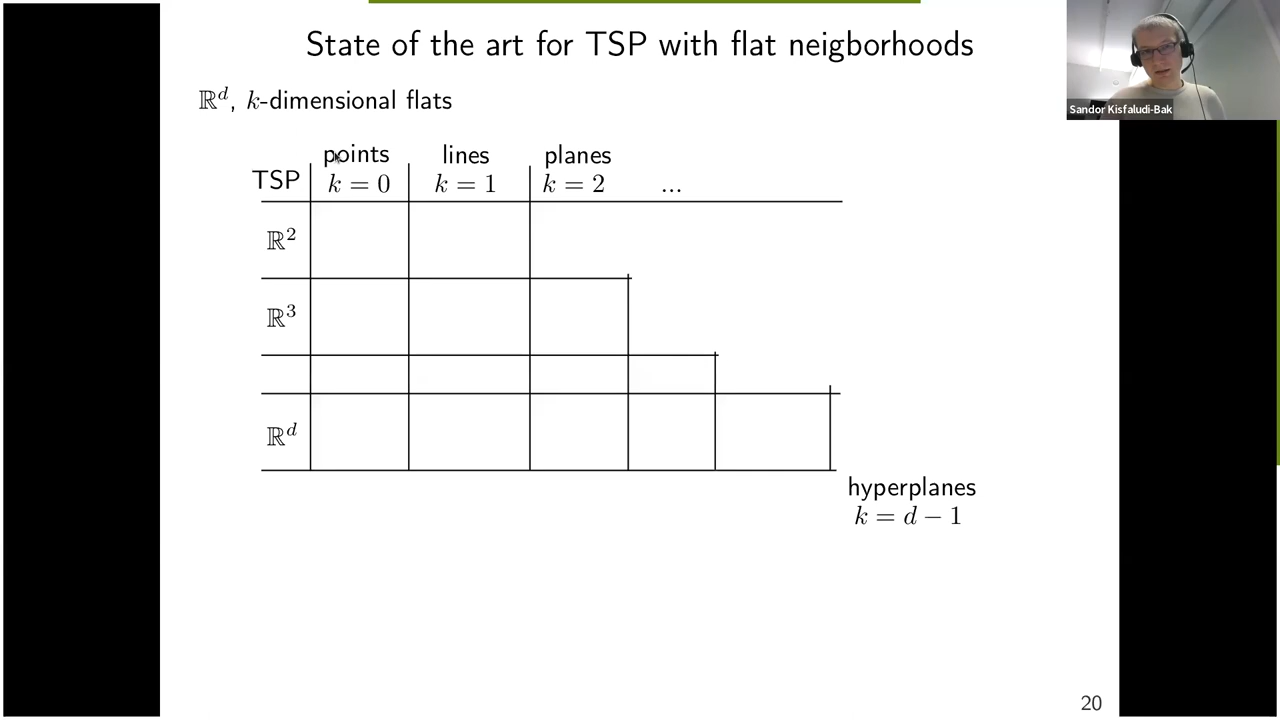 State of the art for TSP with flat neigborhoods
Sandor Kisfaludi-Bak
ℝ^d, k-dimensional flats
points lines planes
TSP k = 0 k = 1 k = 2 ...
ℝ^2
ℝ^3
ℝ^d
hyperplanes
k = d − 1
20